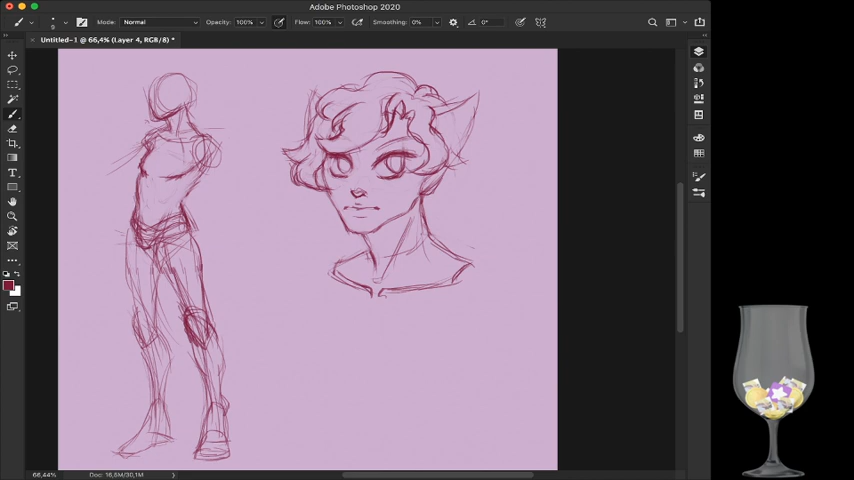 Adobe Photoshop 2020
Mode: Normal Opacity: 100% Flow: 100% Smoothing: 0% 0°
× Untitled-1 @ 66,4% (Layer 4, RGB/8) *
66,44% Doc: 16,5M/30,1M